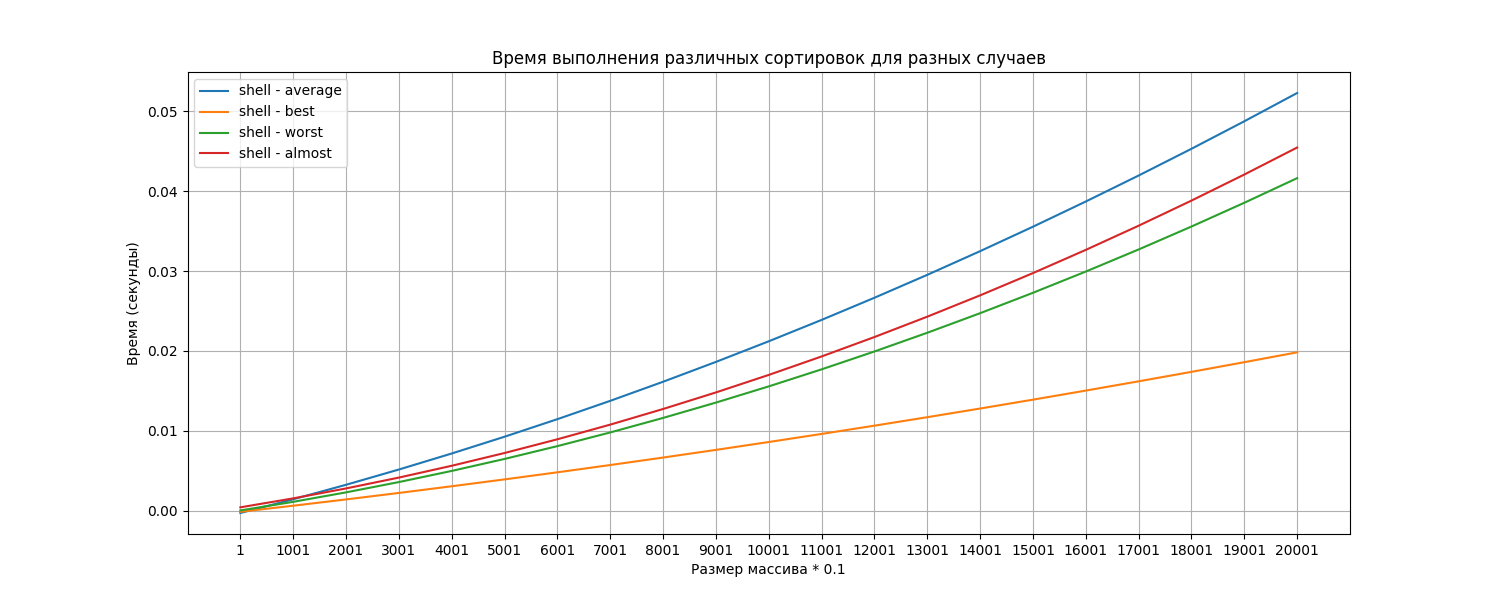 Время выполнения различных сортировок для разных случаев
shell - average
shell - best
shell - worst
shell - almost
Время (секунды)
0.05
0.04
0.03
0.02
0.01
0.00
1 1001 2001 3001 4001 5001 6001 7001 8001 9001 10001 11001 12001 13001 14001 15001 16001 17001 18001 19001 20001
Размер массива * 0.1